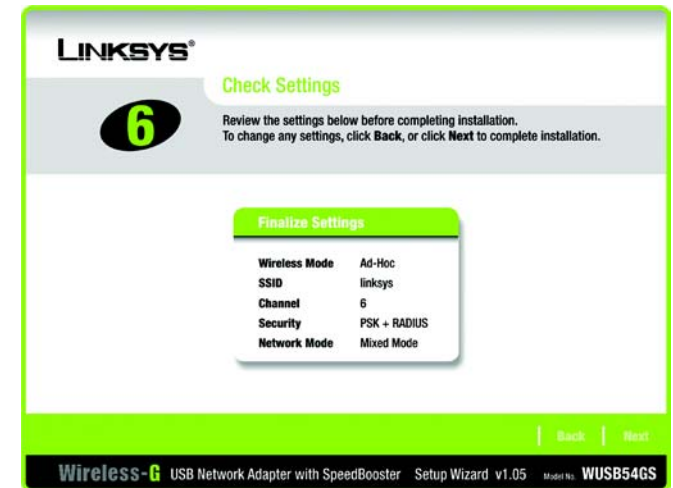 LINKSYS®
Check Settings
6
Review the settings below before completing installation.
To change any settings, click Back, or click Next to complete installation.
Finalize Settings
Wireless Mode Ad-Hoc
SSID linksys
Channel 6
Security PSK + RADIUS
Network Mode Mixed Mode
Back Next
Wireless-G USB Network Adapter with SpeedBooster Setup Wizard v1.05 Model No. WUSB54GS